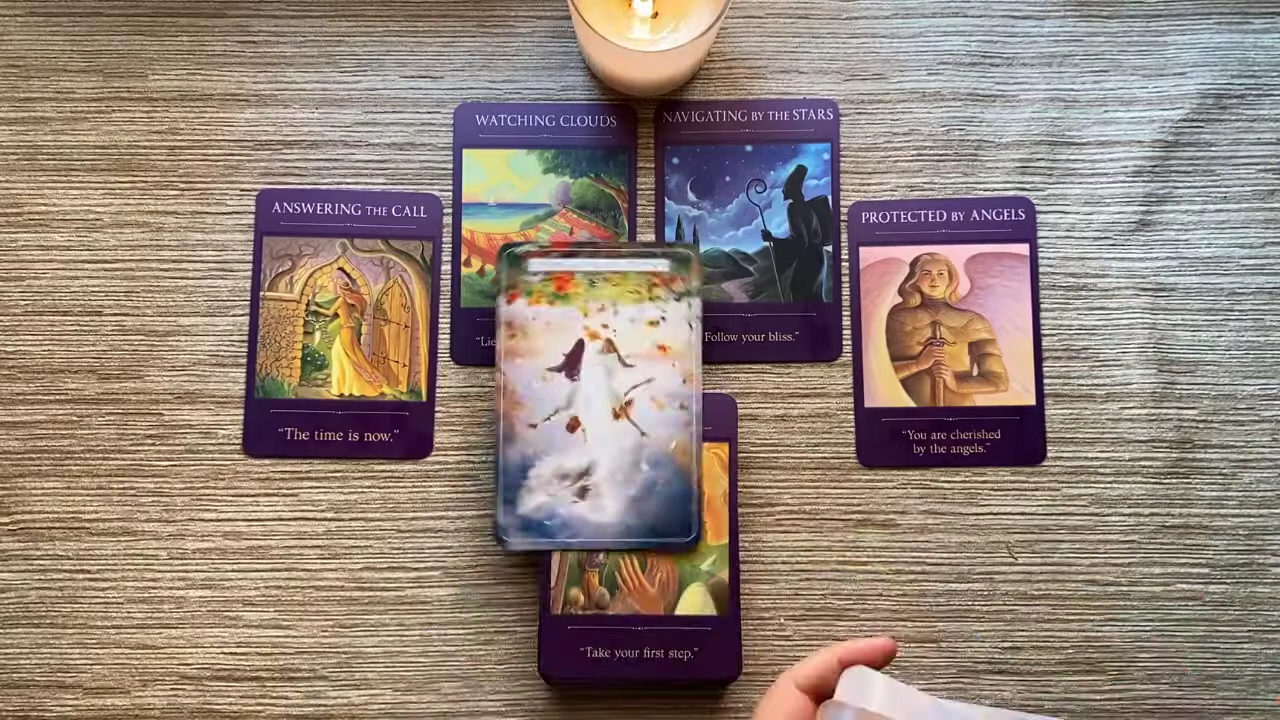 WATCHING CLOUDS
NAVIGATING BY THE STARS
ANSWERING THE CALL
PROTECTED BY ANGELS
"Lie
Follow your bliss."
"The time is now."
"You are cherished
by the angels."
"Take your first step."